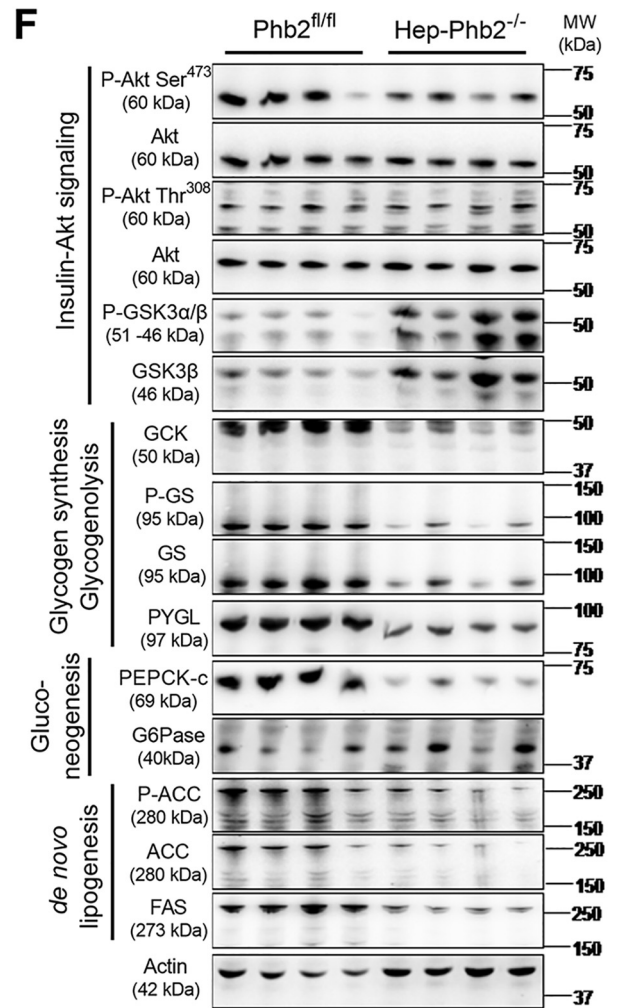 F
Phb2fl/fl Hep-Phb2-/- MW
(kDa)
Insulin-Akt signaling
P-Akt Ser473
(60 kDa)
75
50
Akt
(60 kDa)
75
50
P-Akt Thr308
(60 kDa)
75
50
Akt
(60 kDa)
75
50
P-GSK3α/β
(51 -46 kDa)
50
GSK3β
(46 kDa)
50
Glycogen synthesis
Glycogenolysis
GCK
(50 kDa)
50
37
P-GS
(95 kDa)
150
100
GS
(95 kDa)
150
100
PYGL
(97 kDa)
100
75
Gluco-
neogenesis
PEPCK-c
(69 kDa)
75
G6Pase
(40kDa)
37
de novo
lipogenesis
P-ACC
(280 kDa)
250
150
ACC
(280 kDa)
250
150
FAS
(273 kDa)
250
150
Actin
(42 kDa)
37